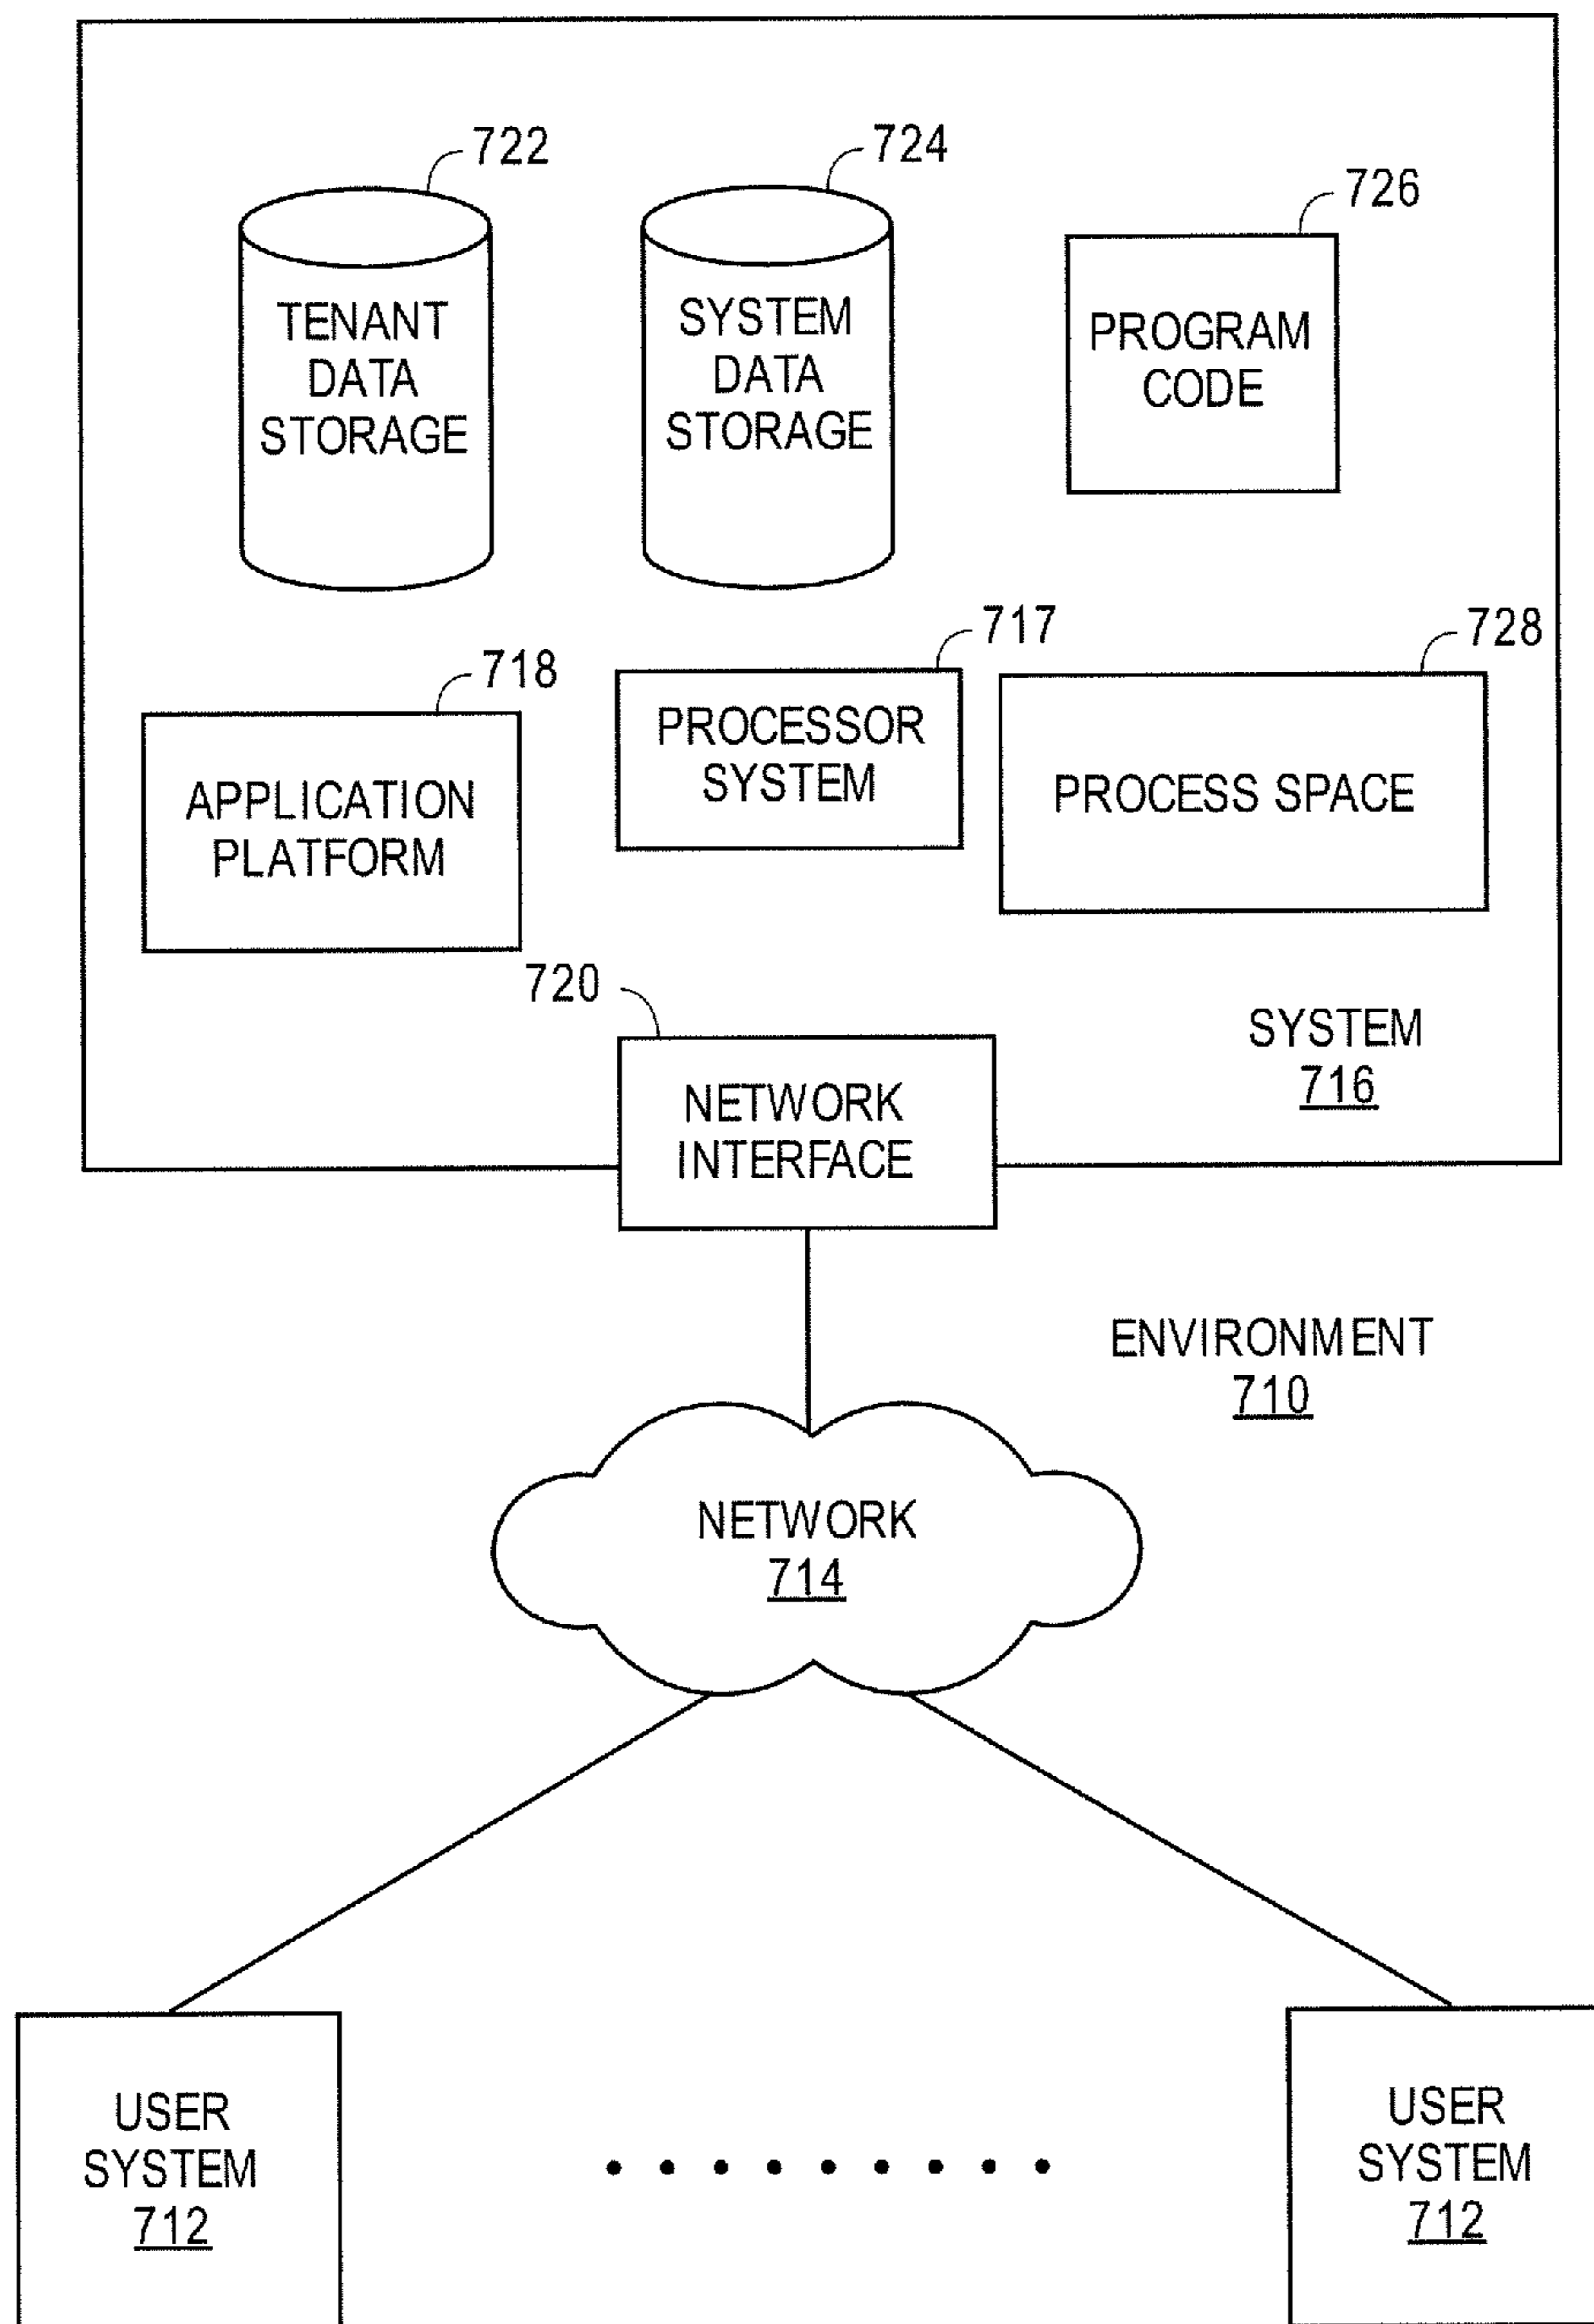 722
724
726
TENANT
DATA
STORAGE
SYSTEM
DATA
STORAGE
PROGRAM
CODE
718
717
728
APPLICATION
PLATFORM
PROCESSOR
SYSTEM
PROCESS SPACE
720
NETWORK
INTERFACE
SYSTEM
716
ENVIRONMENT
710
NETWORK
714
USER
SYSTEM
712
USER
SYSTEM
712